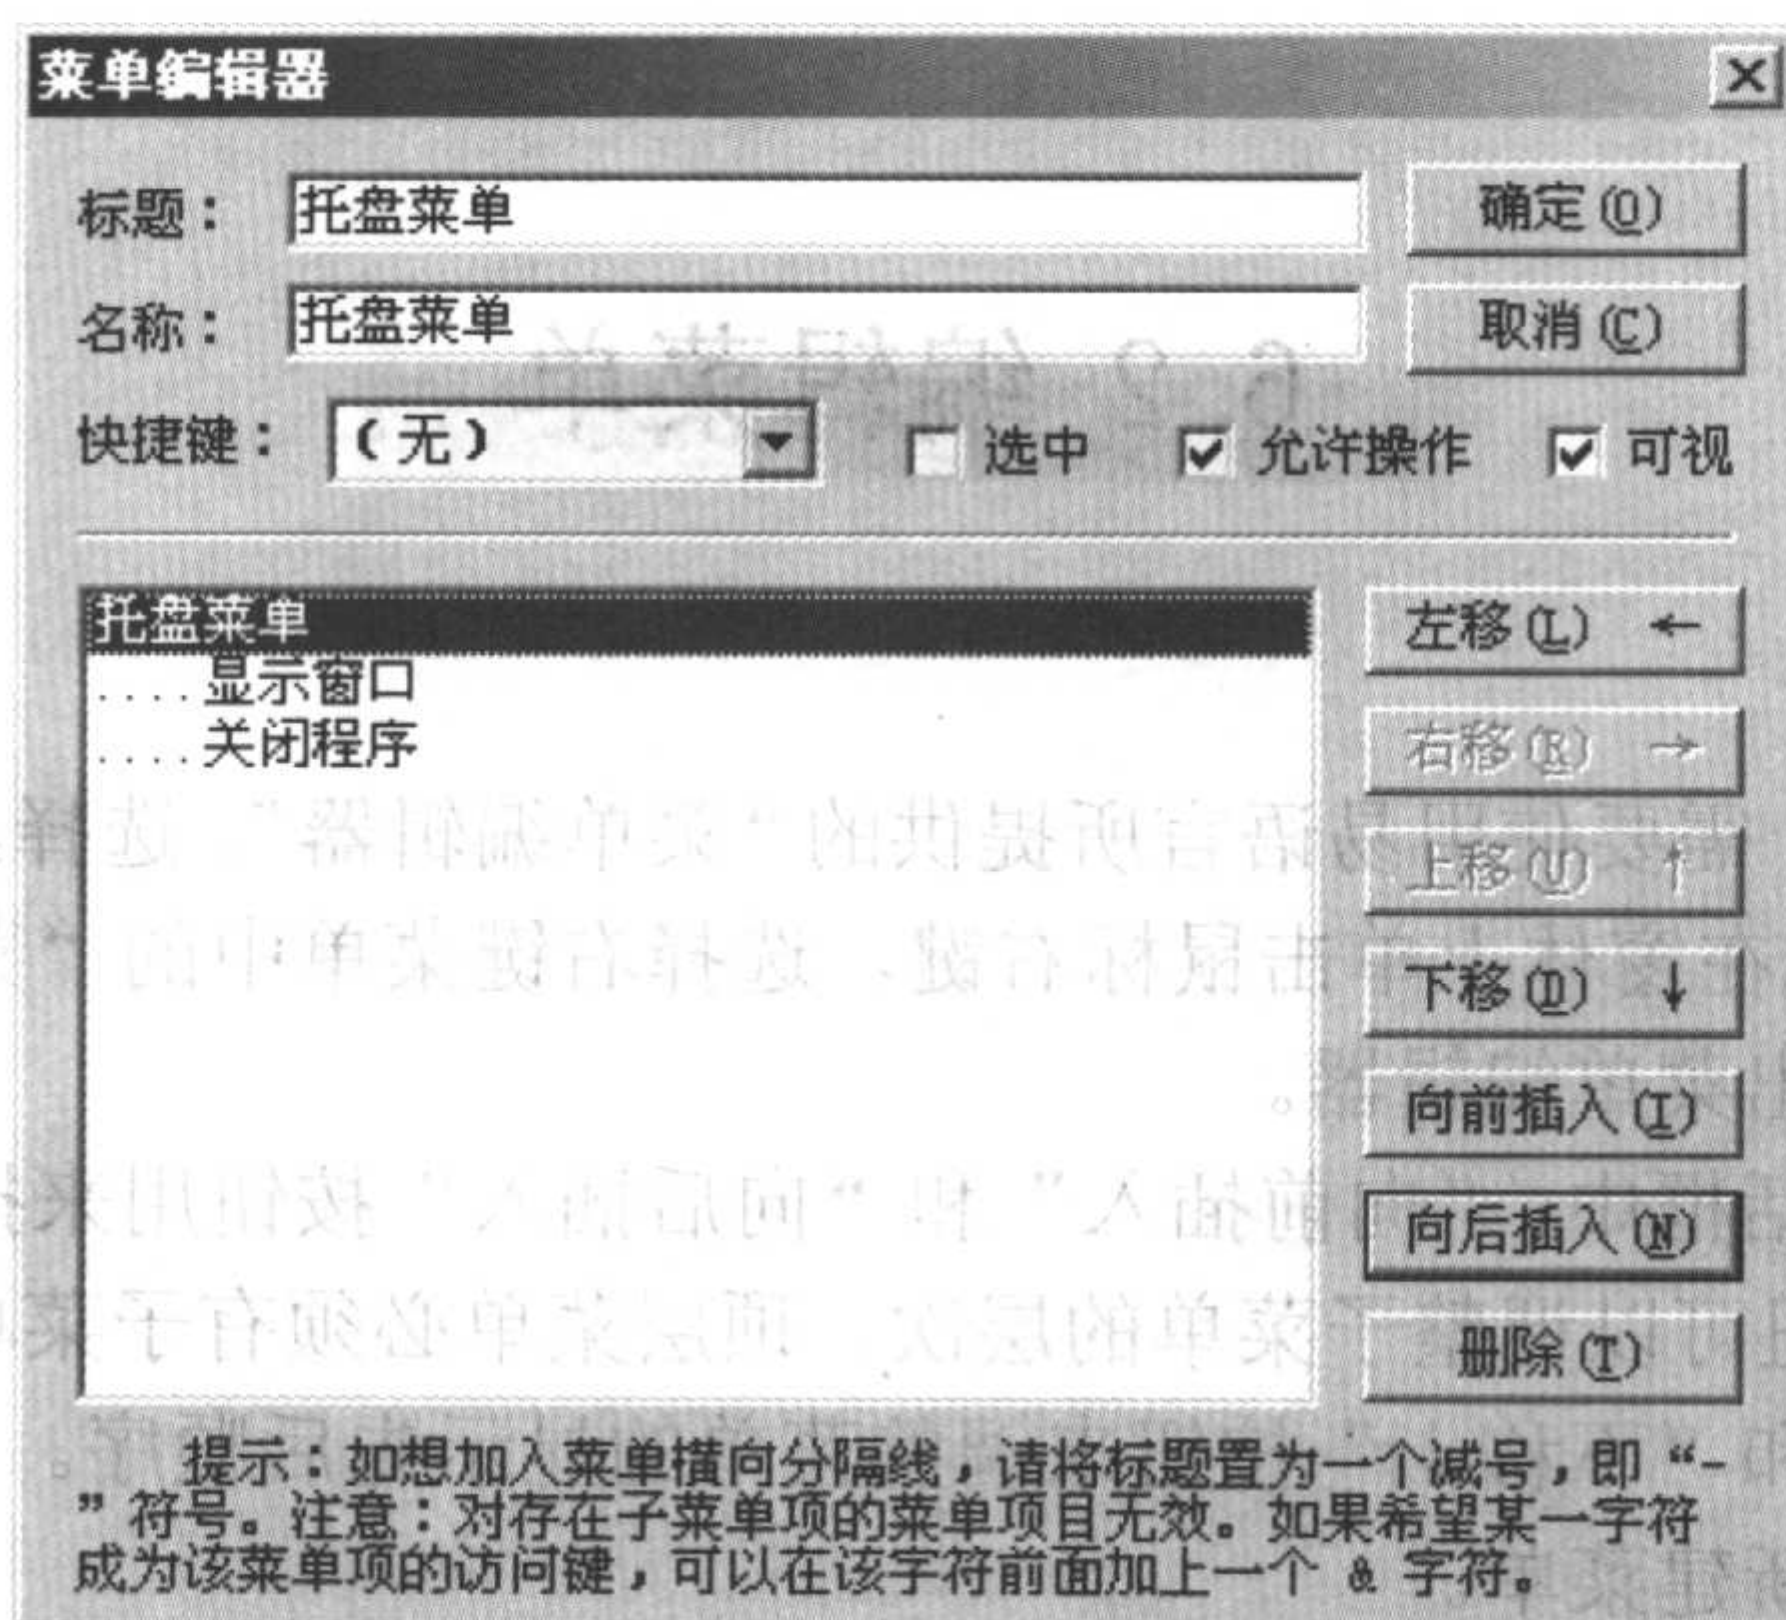 菜单编辑器
标题： 托盘菜单 确定(O)
名称： 托盘菜单 取消(C)
快捷键： （无） 选中 允许操作 可视
托盘菜单 左移(L) ←
....显示窗口
....关闭程序
右移(R) →
上移(U) ↑
下移(D) ↓
向前插入(I)
向后插入(N)
删除(T)
提示：如想加入菜单横向分隔线，请将标题置为一个减号，即“-
”符号。注意：对存在子菜单项的菜单项目无效。如果希望某一字符
成为该菜单项的访问键，可以在该字符前面加上一个 & 字符。